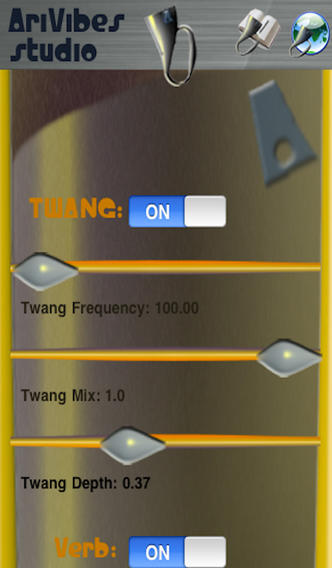 AriVibes
studio
TWANG: ON
Twang Frequency: 100.00
Twang Mix: 1.0
Twang Depth: 0.37
Verb: ON